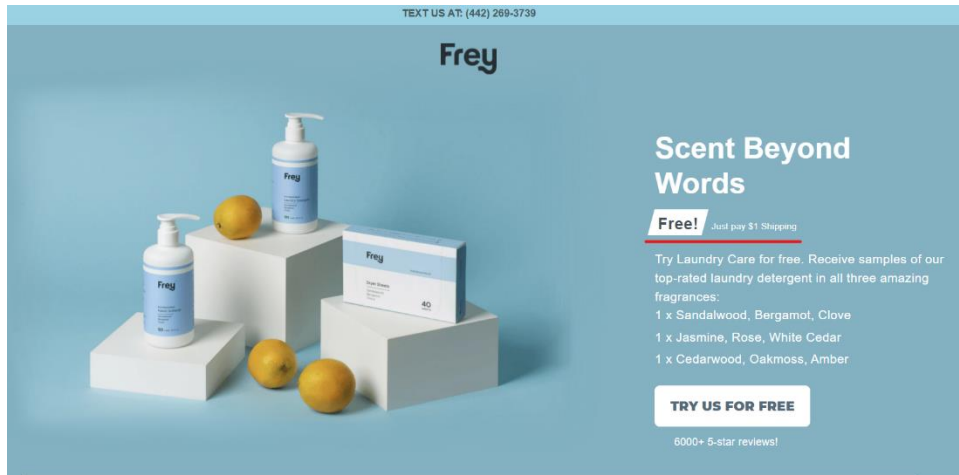 TEXT US AT: (442) 269-3739
Frey
Scent Beyond
Words
Free! Just pay $1 Shipping
Try Laundry Care for free. Receive samples of our
top-rated laundry detergent in all three amazing
fragrances:
1 x Sandalwood, Bergamot, Clove
1 x Jasmine, Rose, White Cedar
1 x Cedarwood, Oakmoss, Amber
TRY US FOR FREE
6000+ 5-star reviews!
Frey
Frey
Frey
40